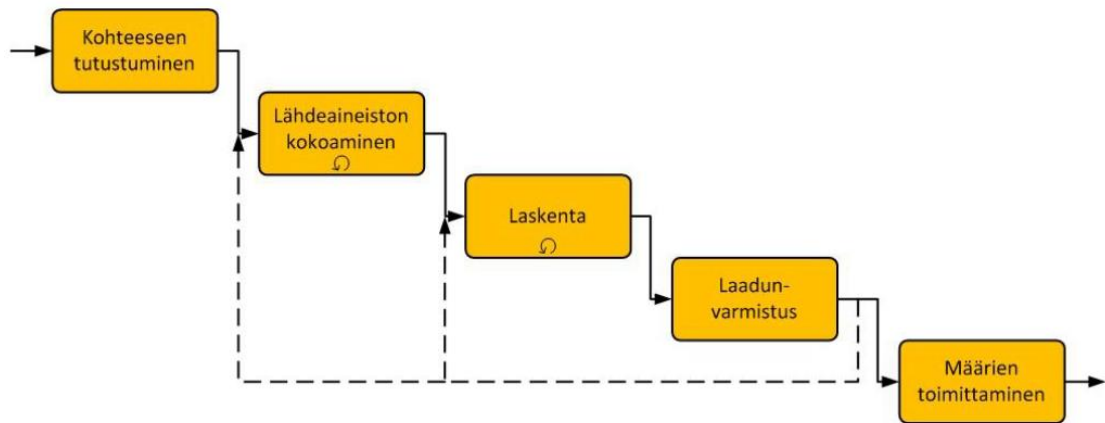 Kohteeseen
tutustuminen
Lähdeaineiston
kokoaminen
Laskenta
Laadun-
varmistus
Määrien
toimittaminen